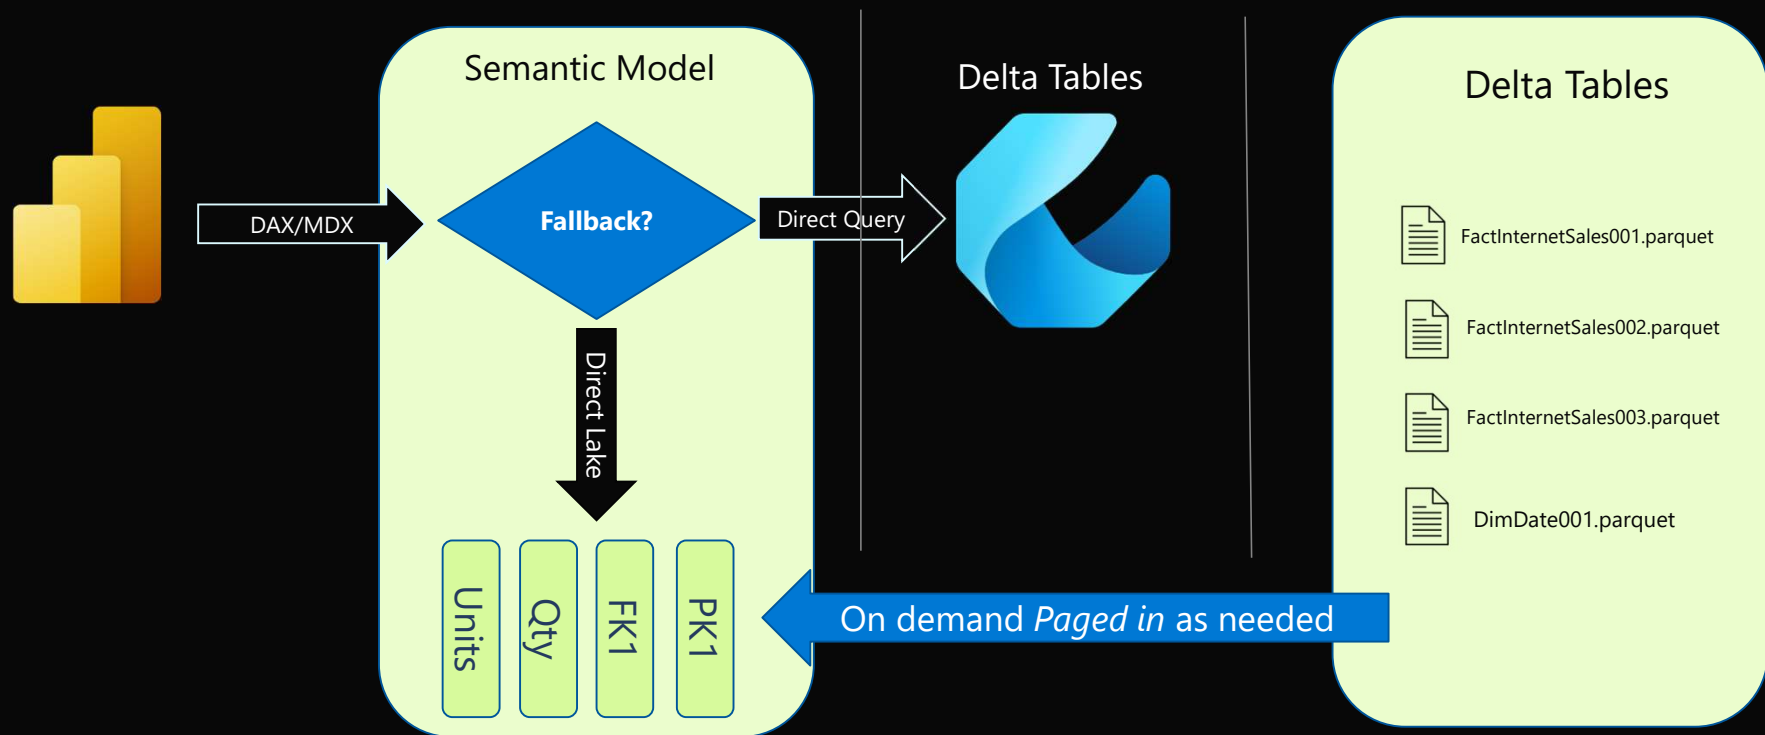 Semantic Model
Delta Tables
Delta Tables
DAX/MDX
Fallback?
Direct Query
Direct Lake
FactInternetSales001.parquet
FactInternetSales002.parquet
FactInternetSales003.parquet
DimDate001.parquet
Units
Qty
FK1
PK1
On demand Paged in as needed